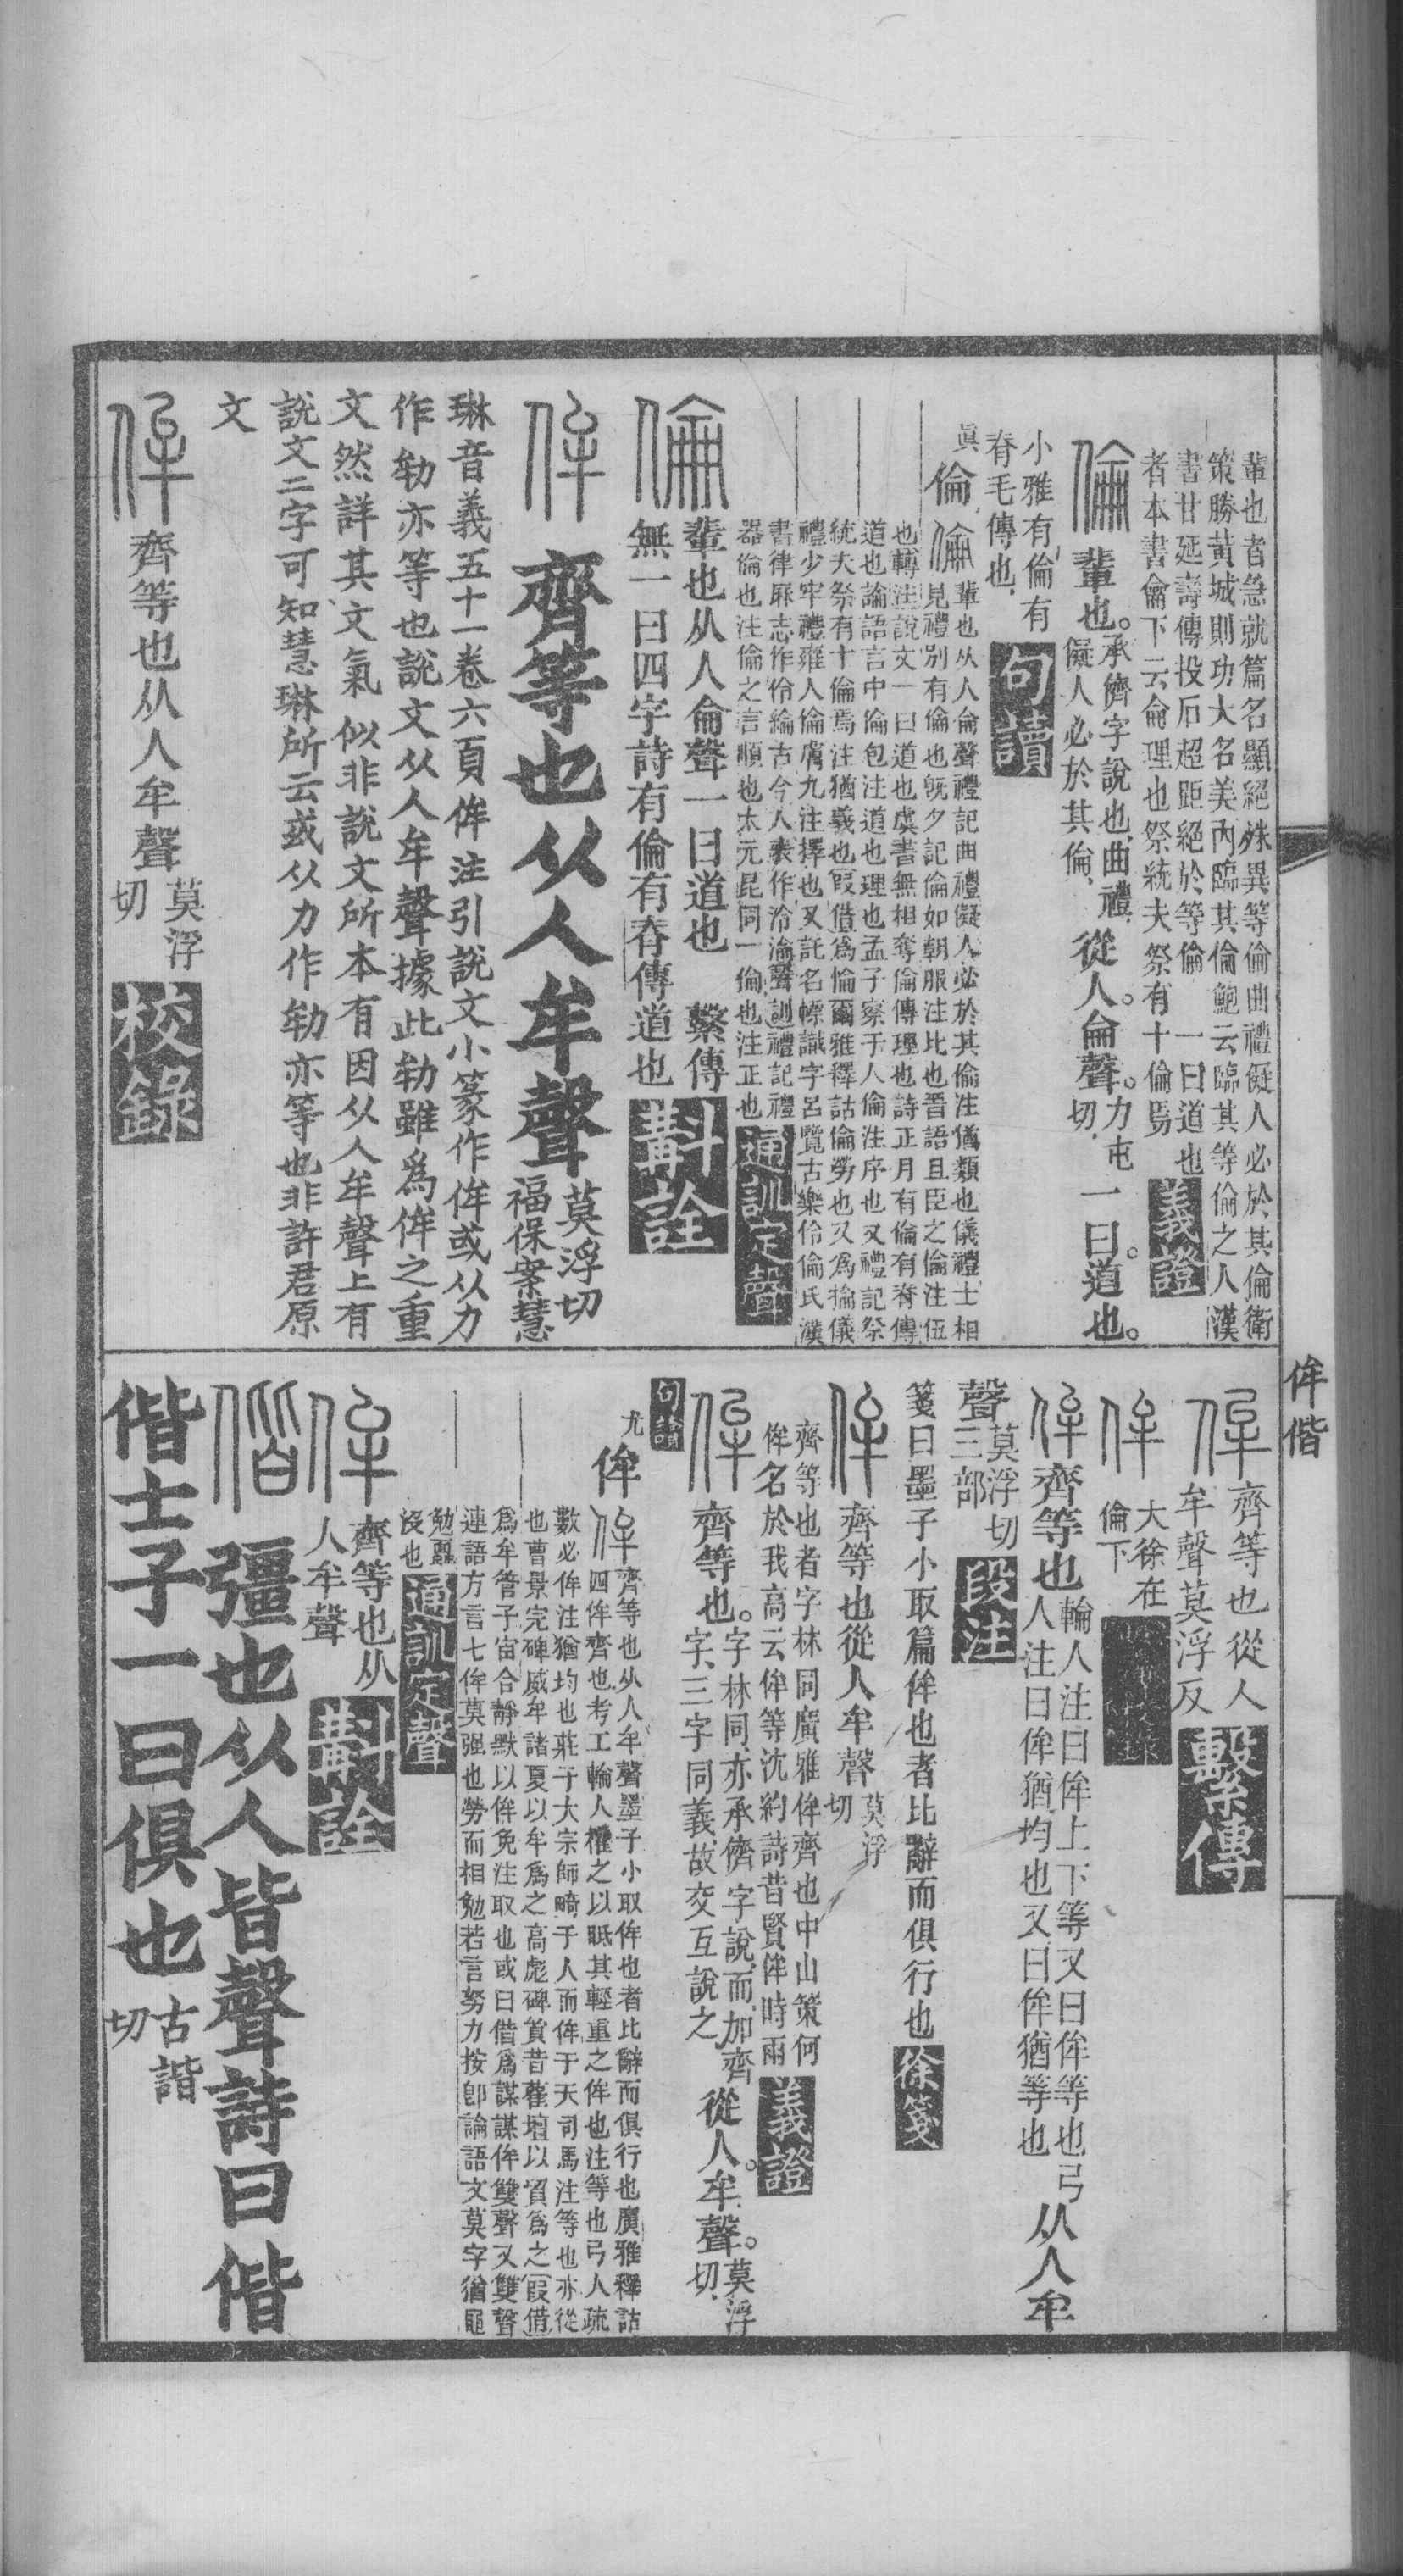 輩也者急就篇名顯絕殊異等倫曲禮儗人必於其倫衛
策勝黃城則功大名美內臨其倫鮑云臨其等倫之人漢
書甘延壽傳投石超距絕於等倫　一曰道也
者本書侖下云侖理也祭統夫祭有十倫焉
義證
倫
輩也。承儕字說也曲禮、
儗人必於其倫、
從人。侖聲。力屯
切、
一曰。道也。
小雅有倫有
脊毛傳也、
句讀
眞
倫
倫輩也从人侖聲禮記曲禮儗人必於其倫注猶類也儀禮士相
見禮別有倫也旣夕記倫如朝服注比也晋語且臣之倫注伍
也轉注說文一曰道也虞書無相奪倫傳理也詩正月有倫有脊傳
道也論語言中倫包注道也理也孟子察于人倫注序也又禮記祭
統夫祭有十倫焉注猶義也叚借爲惀爾雅釋詁倫勞也又爲掄儀
禮少牢禮雍人倫膚九注擇也又託名幖識字呂覽古樂伶倫氏漢
書律厤志作伶綸古今人表作泠淪聲訓禮記禮
器倫也注倫之言順也太元昆同一倫也注正也
通訓定聲
倫
輩也从人侖聲一曰道也　繫傳
無一曰四字詩有倫有脊傳道也
斠詮
侔　齊等也从人牟聲莫浮切
福保案慧
琳音義五十一卷六頁侔注引說文小篆作侔或从力
作劺亦等也說文从人牟聲據此劺雖爲侔之重
文然詳其文氣似非說文所本有因从人牟聲上有
說文二字可知慧琳所云或从力作劺亦等也非許君原
文
侔
齊等也从人牟聲
莫浮
切
校錄
侔偕
侔
齊等也從人
牟聲莫浮反
繫傳
侔
大徐在
倫下
侔
齊等也輪人注曰侔上下等又曰侔等也弓
人注曰侔猶均也又曰侔猶等也
从人牟
聲莫浮切
三部
段注
箋曰墨子小取篇侔也者比辭而俱行也
徐箋
侔
齊等也從人牟聲
莫浮
切
齊等也者字林同廣雅侔齊也中山策何
侔名於我高云侔等沈約詩昔賢侔時雨
義證
侔
齊等也。字林同、亦承儕字說、而加齊
字、三字同義、故交互說之、
從人。牟聲。莫浮
切、
句讀
尤
侔
侔齊等也从人牟聲墨子小取侔也者比辭而俱行也廣雅釋詁
四侔齊也考工輪人權之以眡其輕重之侔也注等也弓人疏
數必侔注猶均也莊子大宗師畸于人而侔于天司馬注等也亦從
也曹景完碑威牟諸夏以牟爲之高彪碑貿昔雚壇以貿爲之叚借
爲牟管子宙合靜默以侔免注取也或曰借爲謀謀侔雙聲又雙聲
連語方言七侔莫强也勞而相勉若言努力按卽論語文莫字猶黽
勉蠠
沒也
通訓定聲
侔
齊等也从
人牟聲
斠詮
偕　彊也从人皆聲詩曰偕
偕士子一曰俱也
古諧
切